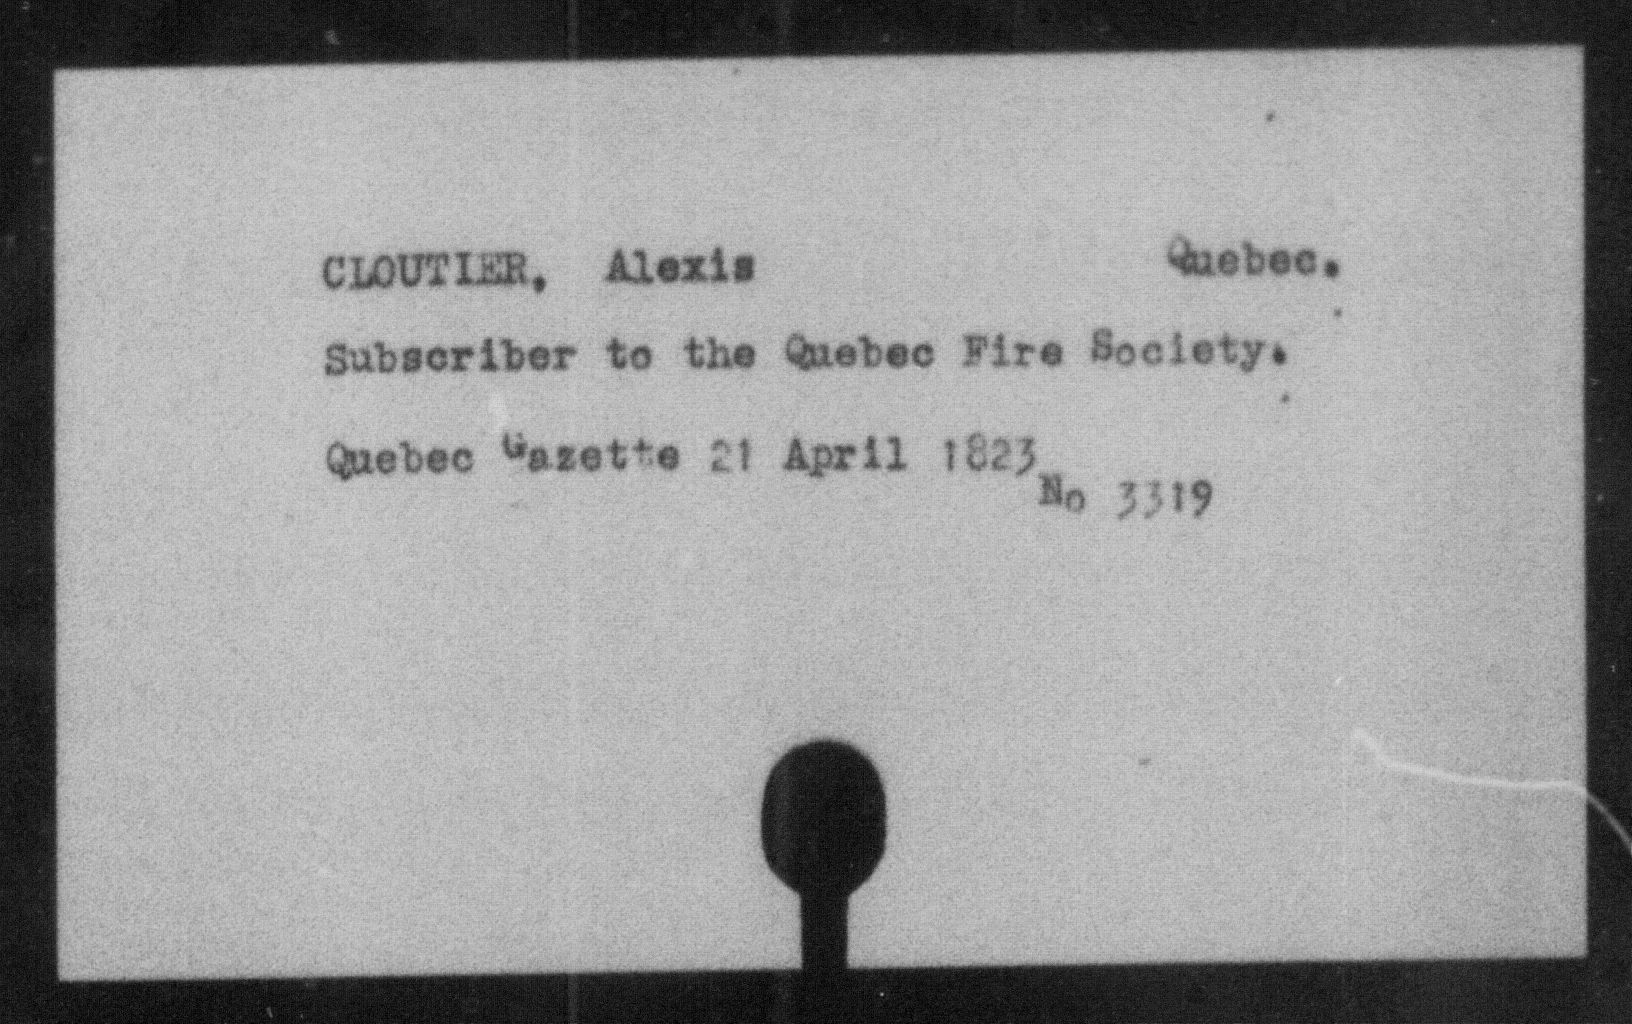 CLOUTIER, Alexis Quebec.
Subscriber to the Quebec Fire Society.
Quebec Gazette 21 April 1823
No 3319